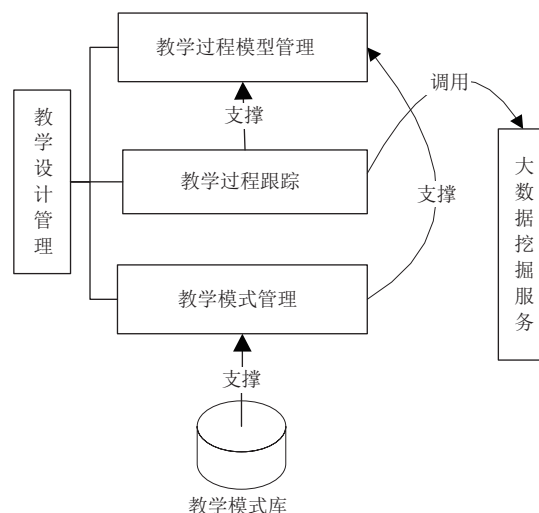 教学过程模型管理
调用
支撑
教学设计管理
教学过程跟踪
大数据挖掘服务
支撑
教学模式管理
支撑
教学模式库